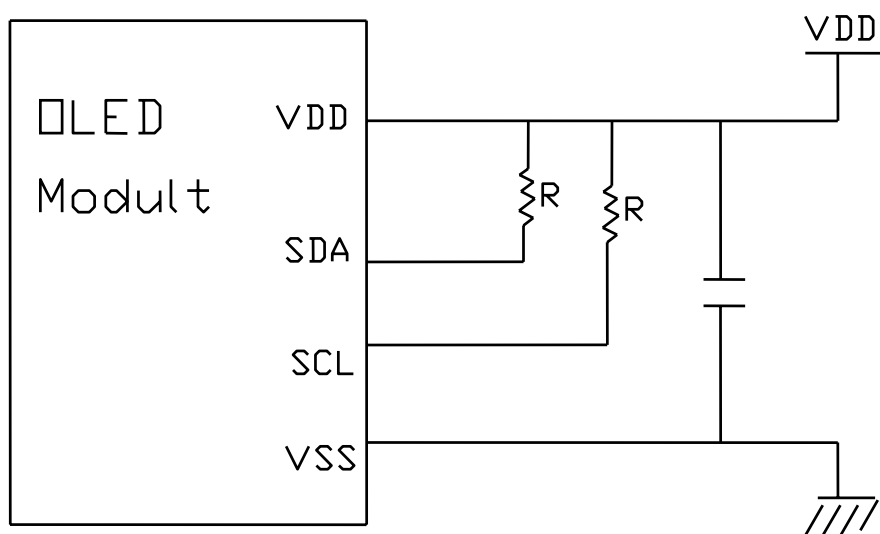 VDD
OLED
VDD
Modult
R
R
SDA
SCL
VSS